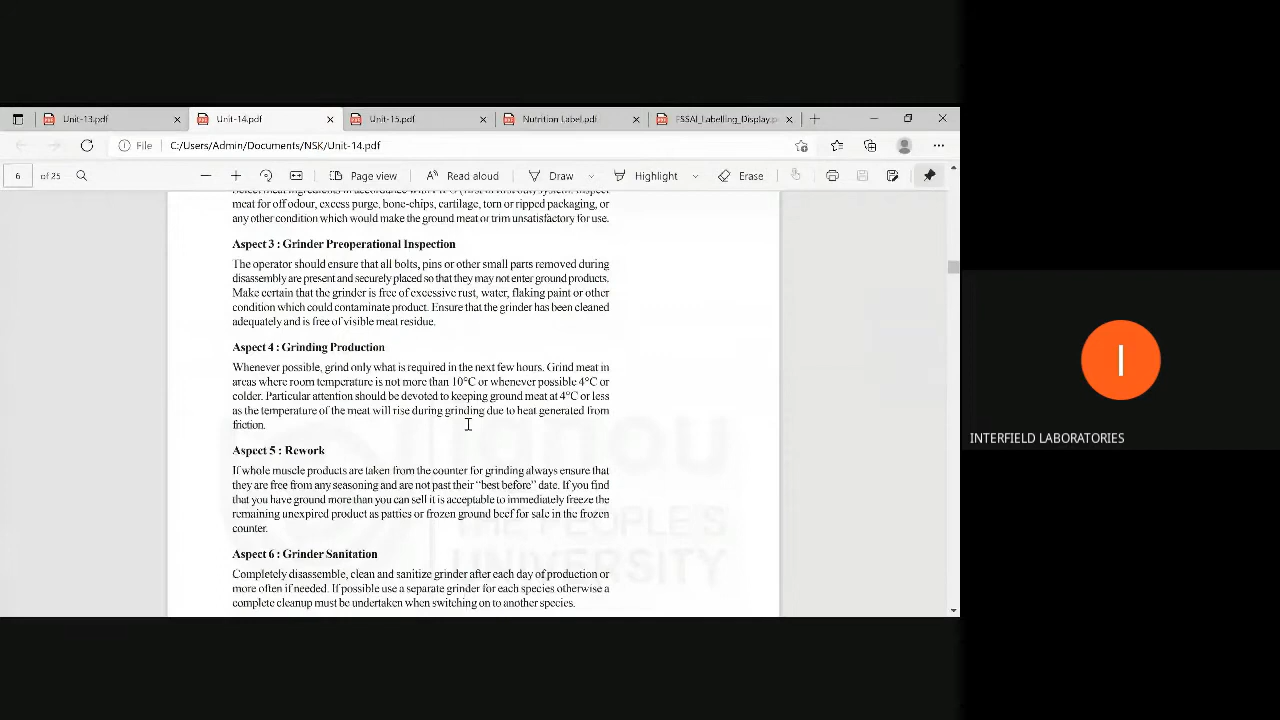 Unit-13.pdf
Unit-14.pdf
Unit-15.pdf
Nutrition Label.pdf
FSSAI_Labelling_Display.p
File
C:/Users/Admin/Documents/NSK/Unit-14.pdf
6 of 25
Page view
Read aloud
Draw
Highlight
Erase
meat for off odour, excess purge, bone-chips, cartilage, torn or ripped packaging, or
any other condition which would make the ground meat or trim unsatisfactory for use.
Aspect 3 : Grinder Preoperational Inspection
The operator should ensure that all bolts, pins or other small parts removed during
disassembly are present and securely placed so that they may not enter ground products.
Make certain that the grinder is free of excessive rust, water, flaking paint or other
condition which could contaminate product. Ensure that the grinder has been cleaned
adequately and is free of visible meat residue.
Aspect 4 : Grinding Production
Whenever possible, grind only what is required in the next few hours. Grind meat in
areas where room temperature is not more than 10°C or whenever possible 4°C or
colder. Particular attention should be devoted to keeping ground meat at 4°C or less
as the temperature of the meat will rise during grinding due to heat generated from
friction.
Aspect 5 : Rework
If whole muscle products are taken from the counter for grinding always ensure that
they are free from any seasoning and are not past their “best before” date. If you find
that you have ground more than you can sell it is acceptable to immediately freeze the
remaining unexpired product as patties or frozen ground beef for sale in the frozen
counter.
Aspect 6 : Grinder Sanitation
Completely disassemble, clean and sanitize grinder after each day of production or
more often if needed. If possible use a separate grinder for each species otherwise a
complete cleanup must be undertaken when switching on to another species.
ignou
THE PEOPLE'S
UNIVERSITY
I
INTERFIELD LABORATORIES